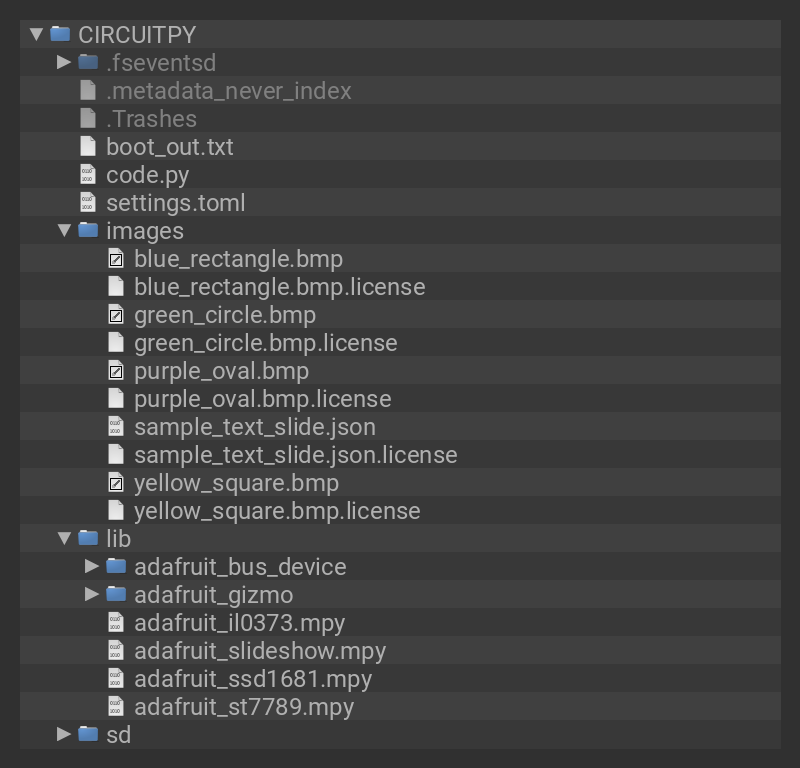 CIRCUITPY
.fseventsd
.metadata_never_index
.Trashes
boot_out.txt
code.py
settings.toml
images
blue_rectangle.bmp
blue_rectangle.bmp.license
green_circle.bmp
green_circle.bmp.license
purple_oval.bmp
purple_oval.bmp.license
sample_text_slide.json
sample_text_slide.json.license
yellow_square.bmp
yellow_square.bmp.license
lib
adafruit_bus_device
adafruit_gizmo
adafruit_il0373.mpy
adafruit_slideshow.mpy
adafruit_ssd1681.mpy
adafruit_st7789.mpy
sd